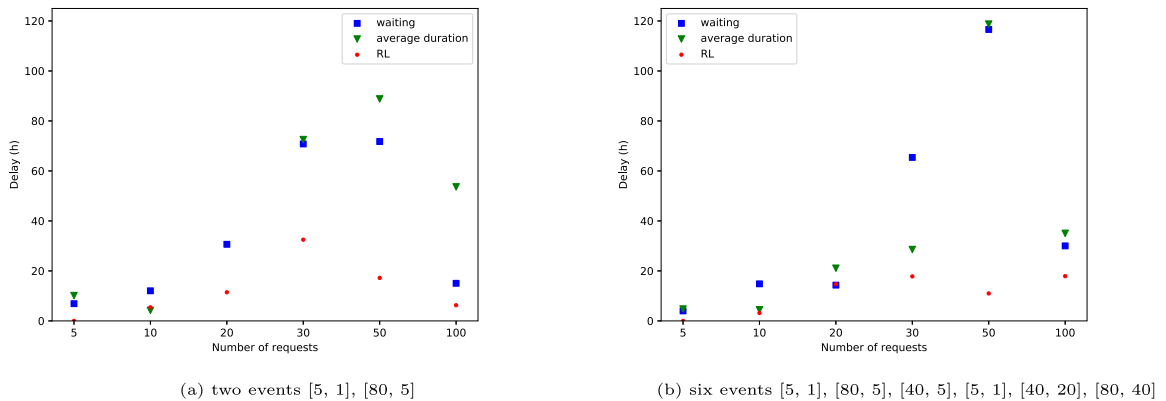 120
100
80
60
40
20
0
Delay (h)
waiting
average duration
RL
5 10 20 30 50 100
Number of requests
(a) two events [5, 1], [80, 5]
120
100
80
60
40
20
0
Delay (h)
waiting
average duration
RL
5 10 20 30 50 100
Number of requests
(b) six events [5, 1], [80, 5], [40, 5], [5, 1], [40, 20], [80, 40]